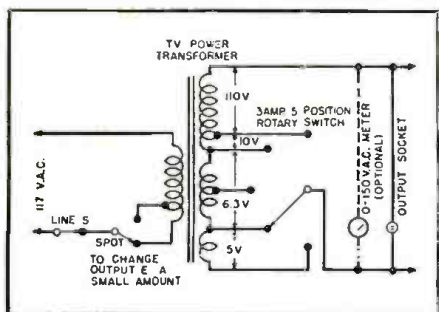 TV POWER
TRANSFORMER
110V
3AMP 5 POSITION
ROTARY SWITCH
10V
117 V.A.C.
6.3V
0-150 V.A.C. METER
(OPTIONAL)
OUTPUT SOCKET
LINE S
SPDT
5V
TO CHANGE
OUTPUT E A
SMALL AMOUNT